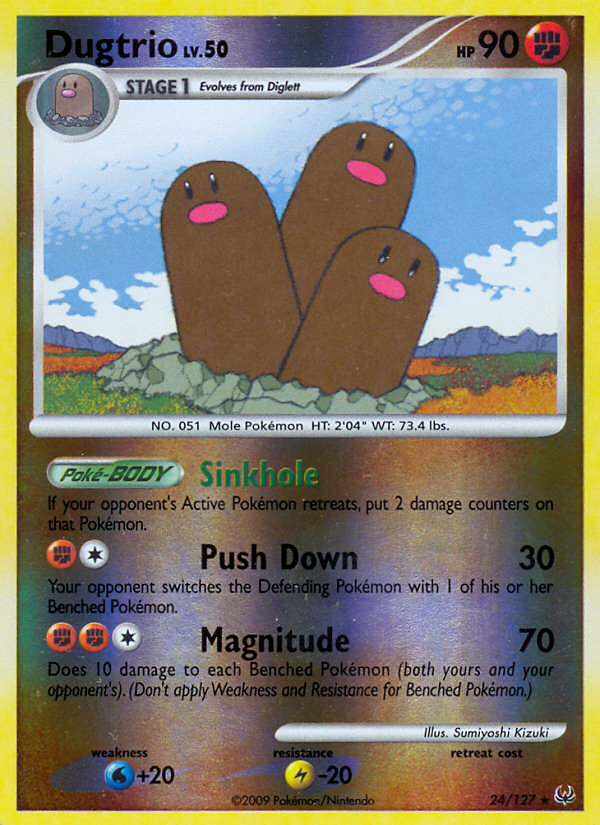 Dugtrio LV.50 HP 90
STAGE 1 Evolves from Diglett
NO. 051 Mole Pokémon HT: 2'04" WT: 73.4 lbs.
Poké-BODY Sinkhole
If your opponent's Active Pokémon retreats, put 2 damage counters on
that Pokémon.
Push Down 30
Your opponent switches the Defending Pokémon with 1 of his or her
Benched Pokémon.
Magnitude 70
Does 10 damage to each Benched Pokémon (both yours and your
opponent's). (Don't apply Weakness and Resistance for Benched Pokémon.)
Illus. Sumiyoshi Kizuki
weakness resistance retreat cost
+20 -20
©2009 Pokémon/Nintendo 24/127 ★